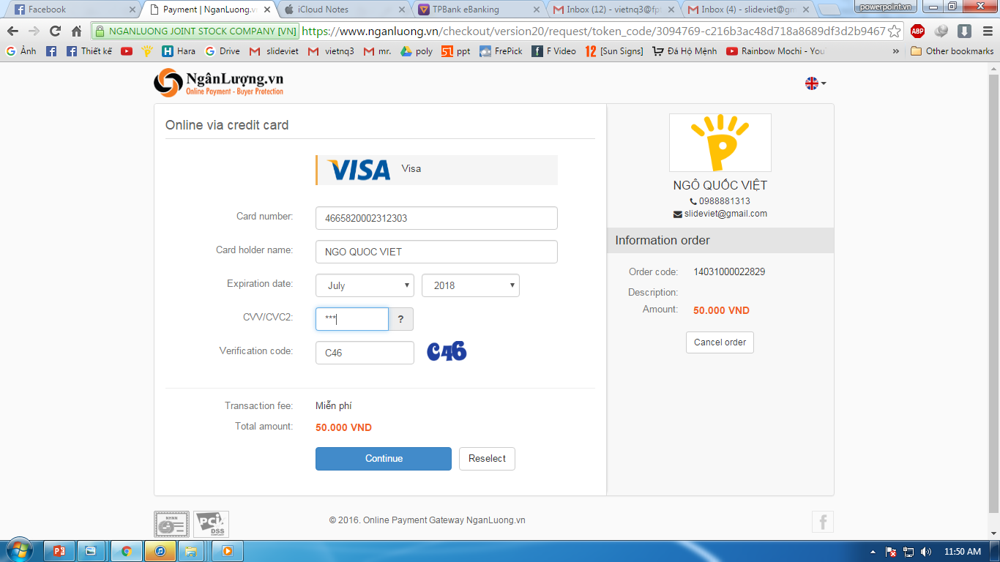 Facebook
Payment | NganLuong.v
iCloud Notes
TPBank eBanking
Inbox (12) - vietnq3@fp
Inbox (4) - slideviet@gm
powerpoint.vn
NGANLUONG JOINT STOCK COMPANY [VN]
https://www.nganluong.vn/checkout/version20/request/token_code/3094769-c216b3ac48d718a8689df3d2b9467
ABP
Ảnh
Thiết kế
Hara
Drive
slideviet
vietnq3
mr.
poly
ppt
FrePick
F Video
[Sun Signs]
Đá Hộ Mệnh
Rainbow Mochi - You
»
Other bookmarks
NgânLượng.vn
Online Payment - Buyer Protection
Online via credit card
VISA Visa
Card number: 4665820002312303
Card holder name: NGO QUOC VIET
Expiration date: July 2018
CVV/CVC2: *** ?
Verification code: C46 C46
Transaction fee: Miễn phí
Total amount: 50.000 VND
Continue
Reselect
P
NGÔ QUỐC VIỆT
0988881313
slideviet@gmail.com
Information order
Order code: 14031000022829
Description:
Amount: 50.000 VND
Cancel order
PCI
DSS
© 2016. Online Payment Gateway NganLuong.vn
11:50 AM